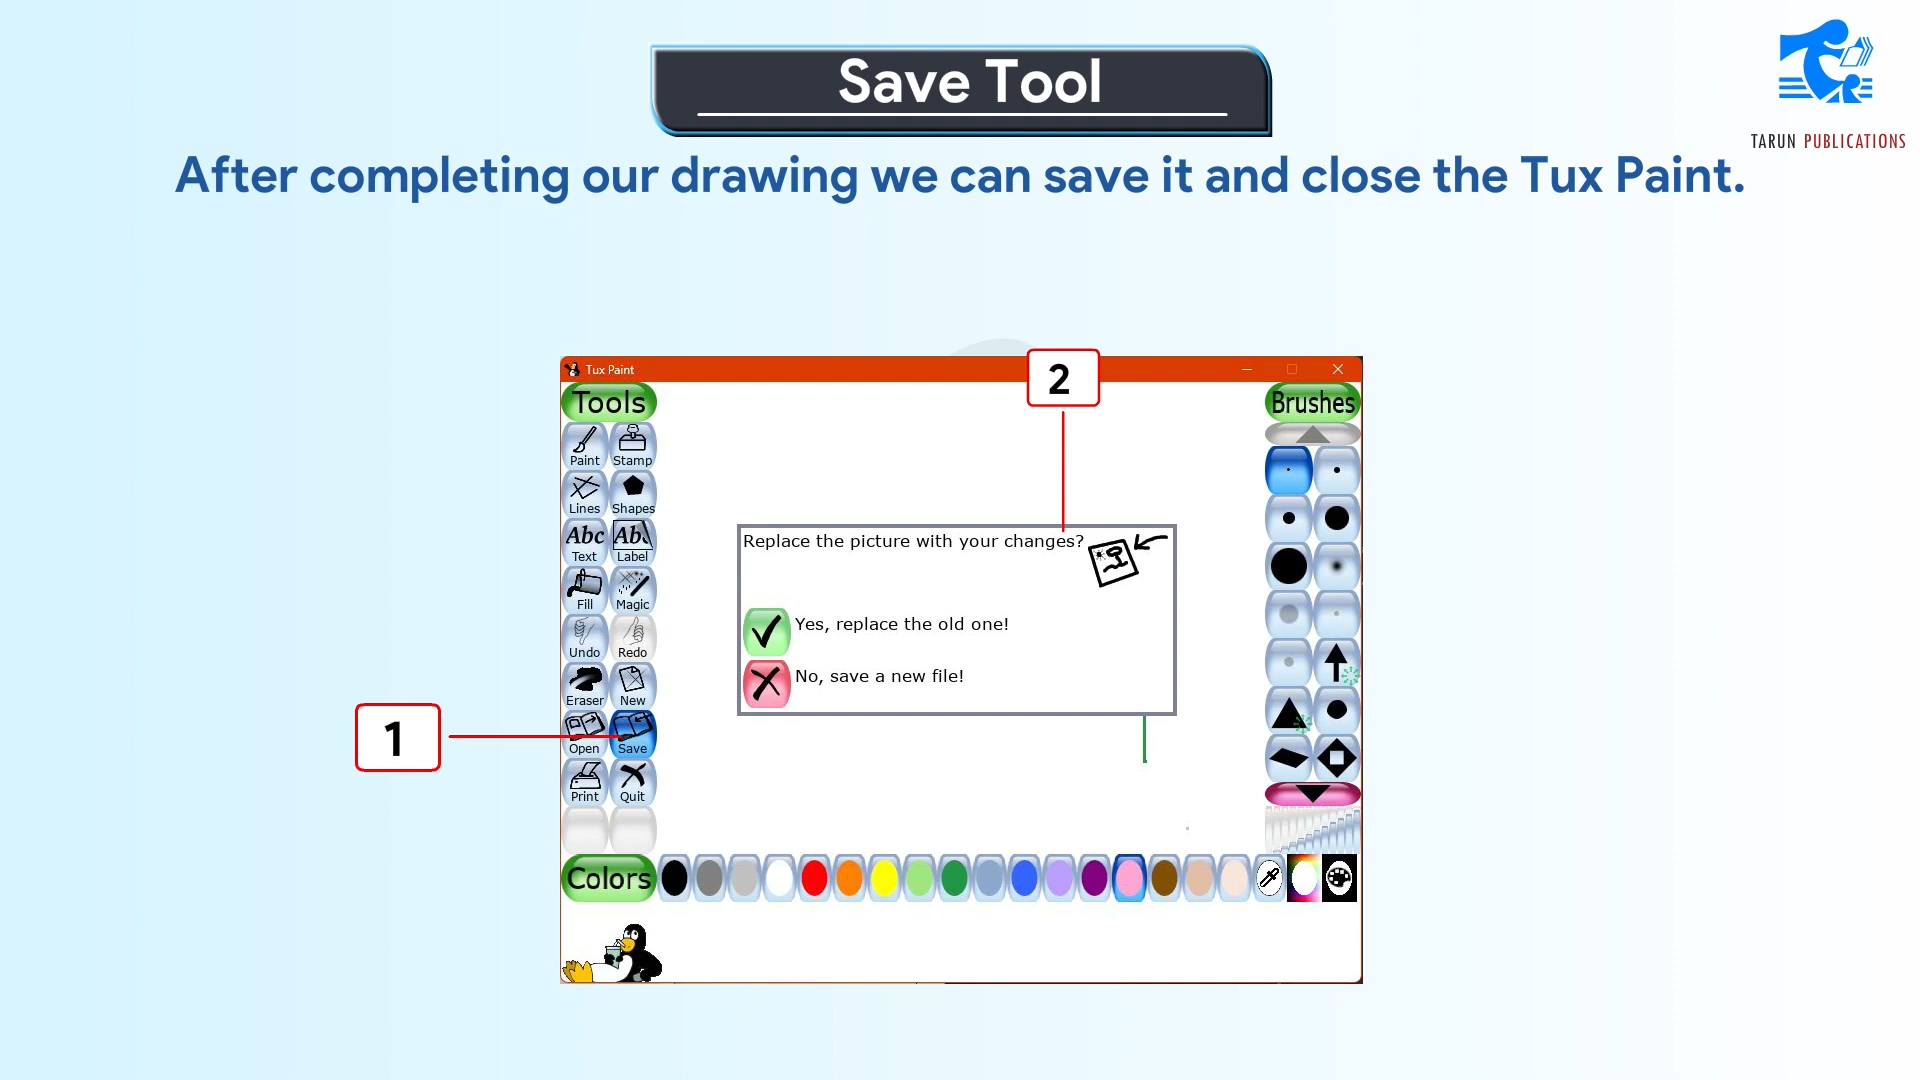 Save Tool
TARUN PUBLICATIONS
After completing our drawing we can save it and close the Tux Paint.
2
Tux Paint
Tools
Brushes
Paint Stamp
Lines Shapes
Abc Abc
Text Label
Replace the picture with your changes?
Fill Magic
Yes, replace the old one!
Undo Redo
No, save a new file!
Eraser New
1
Open Save
Print Quit
Colors